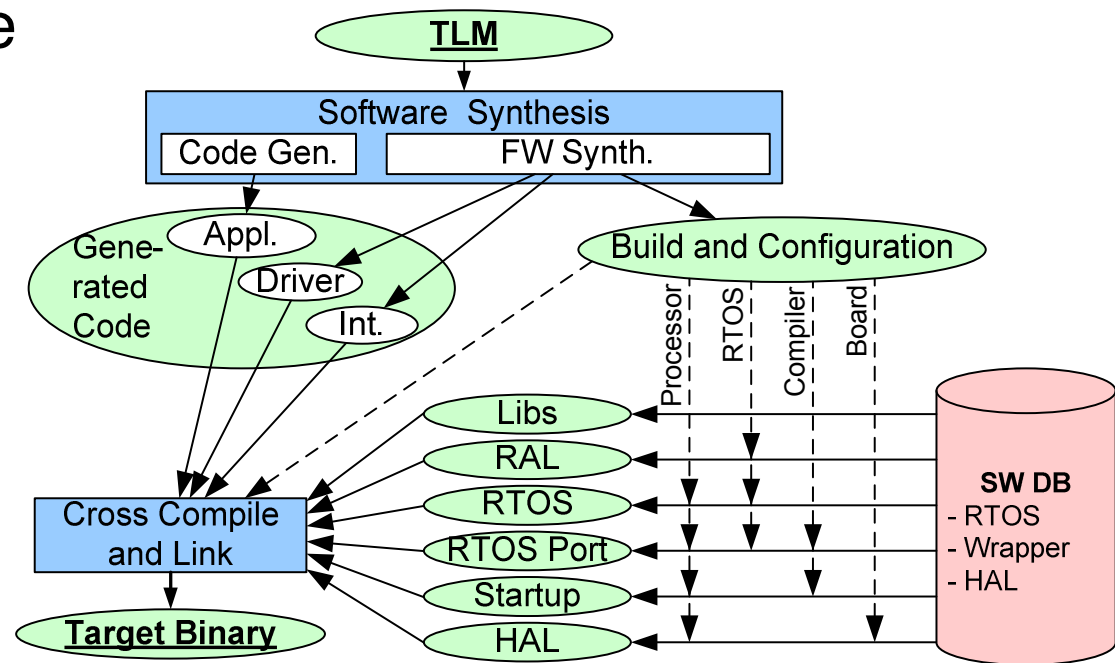 e
TLM
Software Synthesis
Code Gen.
FW Synth.
Appl.
Gene-
rated
Code
Driver
Int.
Build and Configuration
Processor
RTOS
Compiler
Board
Libs
RAL
RTOS
RTOS Port
Startup
HAL
SW DB
- RTOS
- Wrapper
- HAL
Cross Compile
and Link
Target Binary